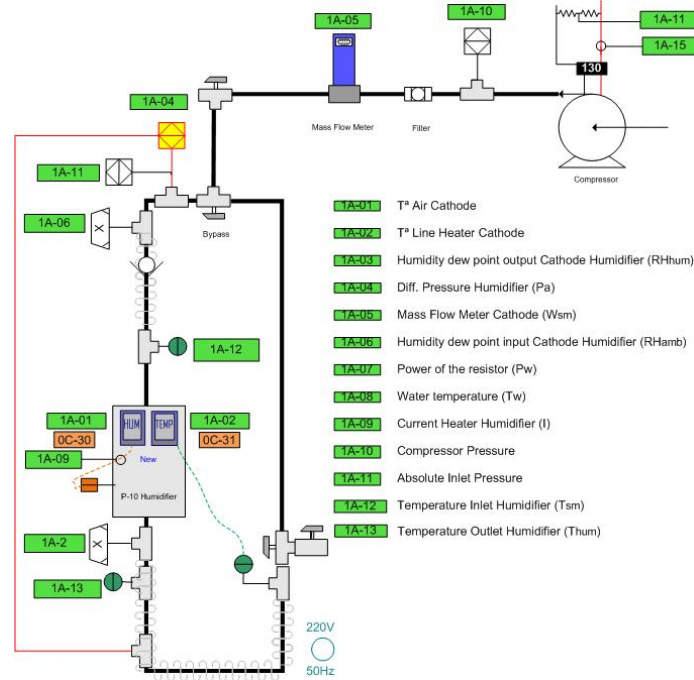 1A-05
1A-10
1A-11
1A-15
130
1A-04
Mass Flow Meter
Filter
Compressor
1A-11
1A-06
Bypass
1A-12
1A-01
0C-30
HUM
TEMP
1A-02
0C-31
1A-09
New
P-10 Humidifier
1A-2
X
X
1A-13
220V
50Hz
1A-01 Tª Air Cathode
1A-02 Tª Line Heater Cathode
1A-03 Humidity dew point output Cathode Humidifier (RHhum)
1A-04 Diff. Pressure Humidifier (Pa)
1A-05 Mass Flow Meter Cathode (Wsm)
1A-06 Humidity dew point input Cathode Humidifier (RHamb)
1A-07 Power of the resistor (Pw)
1A-08 Water temperature (Tw)
1A-09 Current Heater Humidifier (I)
1A-10 Compressor Pressure
1A-11 Absolute Inlet Pressure
1A-12 Temperature Inlet Humidifier (Tsm)
1A-13 Temperature Outlet Humidifier (Thum)